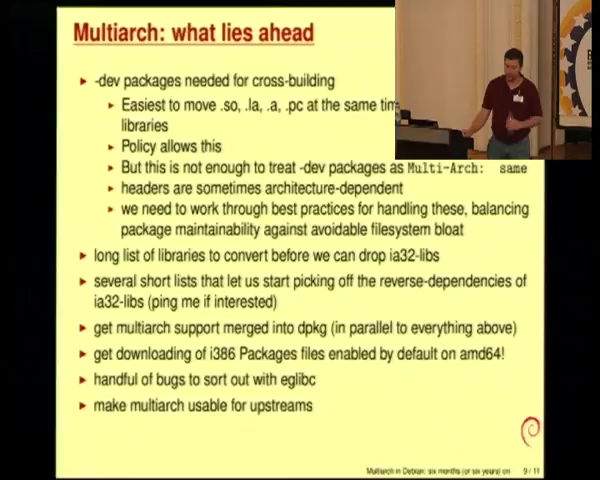 Multiarch: what lies ahead
-dev packages needed for cross-building
Easiest to move .so, .la, .a, .pc at the same
libraries
Policy allows this
But this is not enough to treat -dev packages as Multi-Arch: same
headers are sometimes architecture-dependent
we need to work through best practices for handling these, balancing
package maintainability against avoidable filesystem bloat
long list of libraries to convert before we can drop ia32-libs
several short lists that let us start picking off the reverse-dependencies of
ia32-libs (ping me if interested)
get multiarch support merged into dpkg (in parallel to everything above)
get downloading of i386 Packages files enabled by default on amd64!
handful of bugs to sort out with eglibc
make multiarch usable for upstreams
Multiarch in Debian: six months (or six years) on 9 / 11